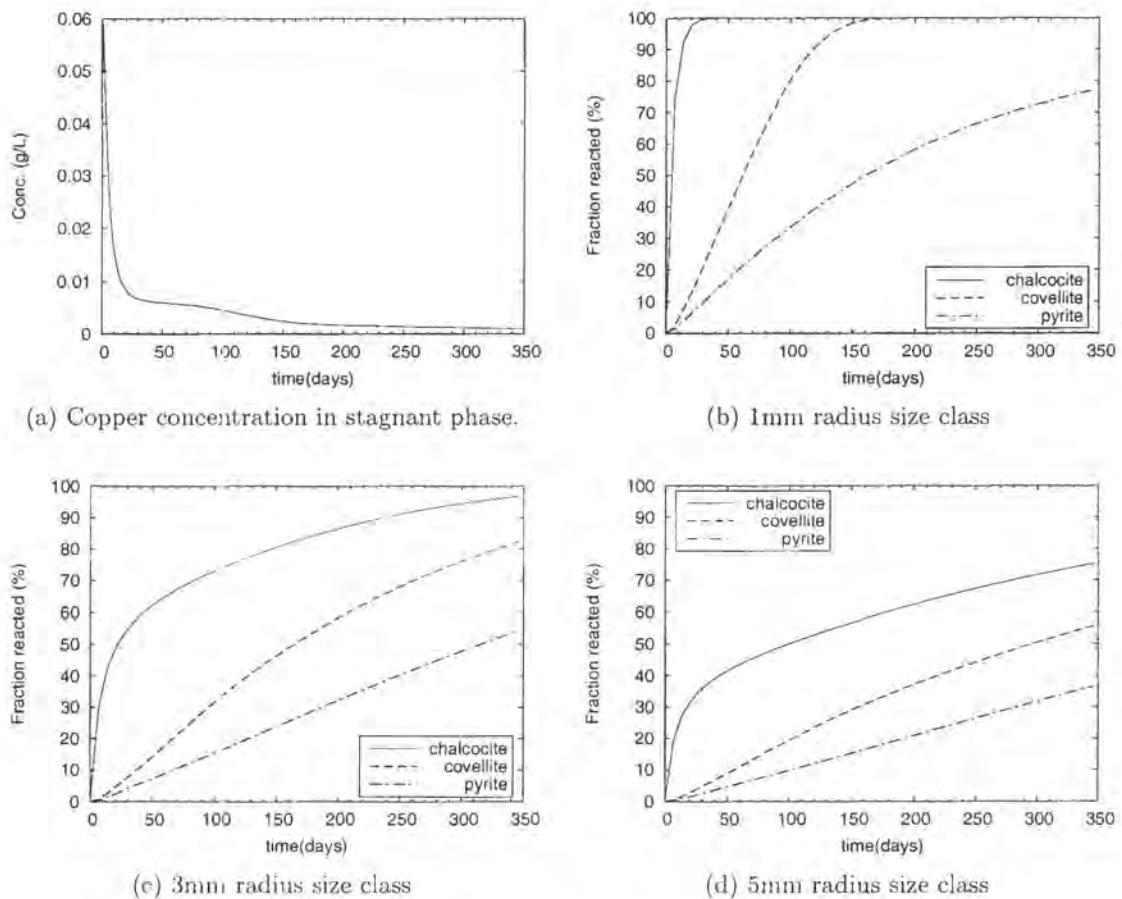 0.06
0.05
0.04
0.03
0.02
0.01
0
Conc. (g/L)
0 50 100 150 200 250 300 350
time(days)
(a) Copper concentration in stagnant phase.
100
90
80
70
60
50
40
30
20
10
0
Fraction reacted (%)
chalcocite
covellite
pyrite
0 50 100 150 200 250 300 350
time(days)
(b) 1mm radius size class
100
90
80
70
60
50
40
30
20
10
0
Fraction reacted (%)
chalcocite
covellite
pyrite
0 50 100 150 200 250 300 350
time(days)
(c) 3mm radius size class
100
90
80
70
60
50
40
30
20
10
0
Fraction reacted (%)
chalcocite
covellite
pyrite
0 50 100 150 200 250 300 350
time(days)
(d) 5mm radius size class